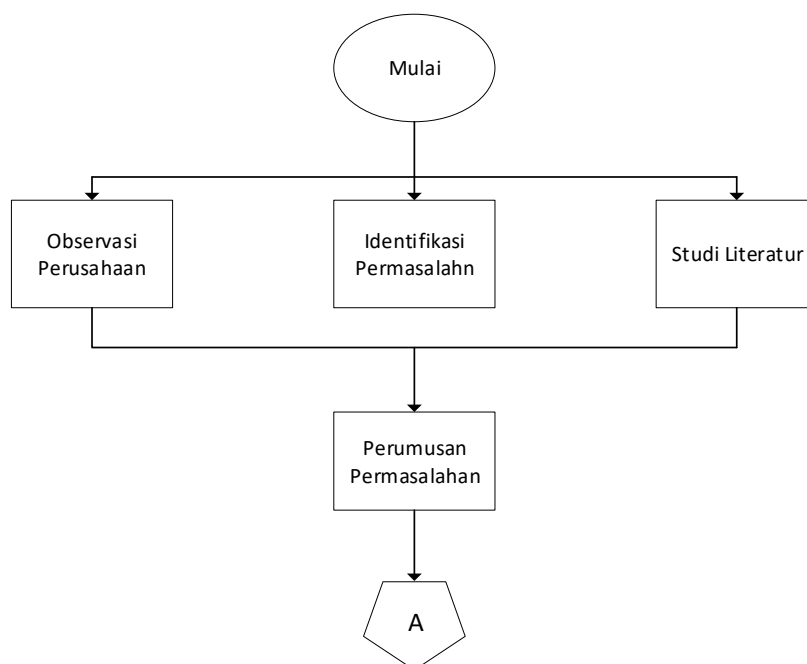 Mulai
Observasi
Perusahaan
Identifikasi
Permasalahn
Studi Literatur
Perumusan
Permasalahan
A